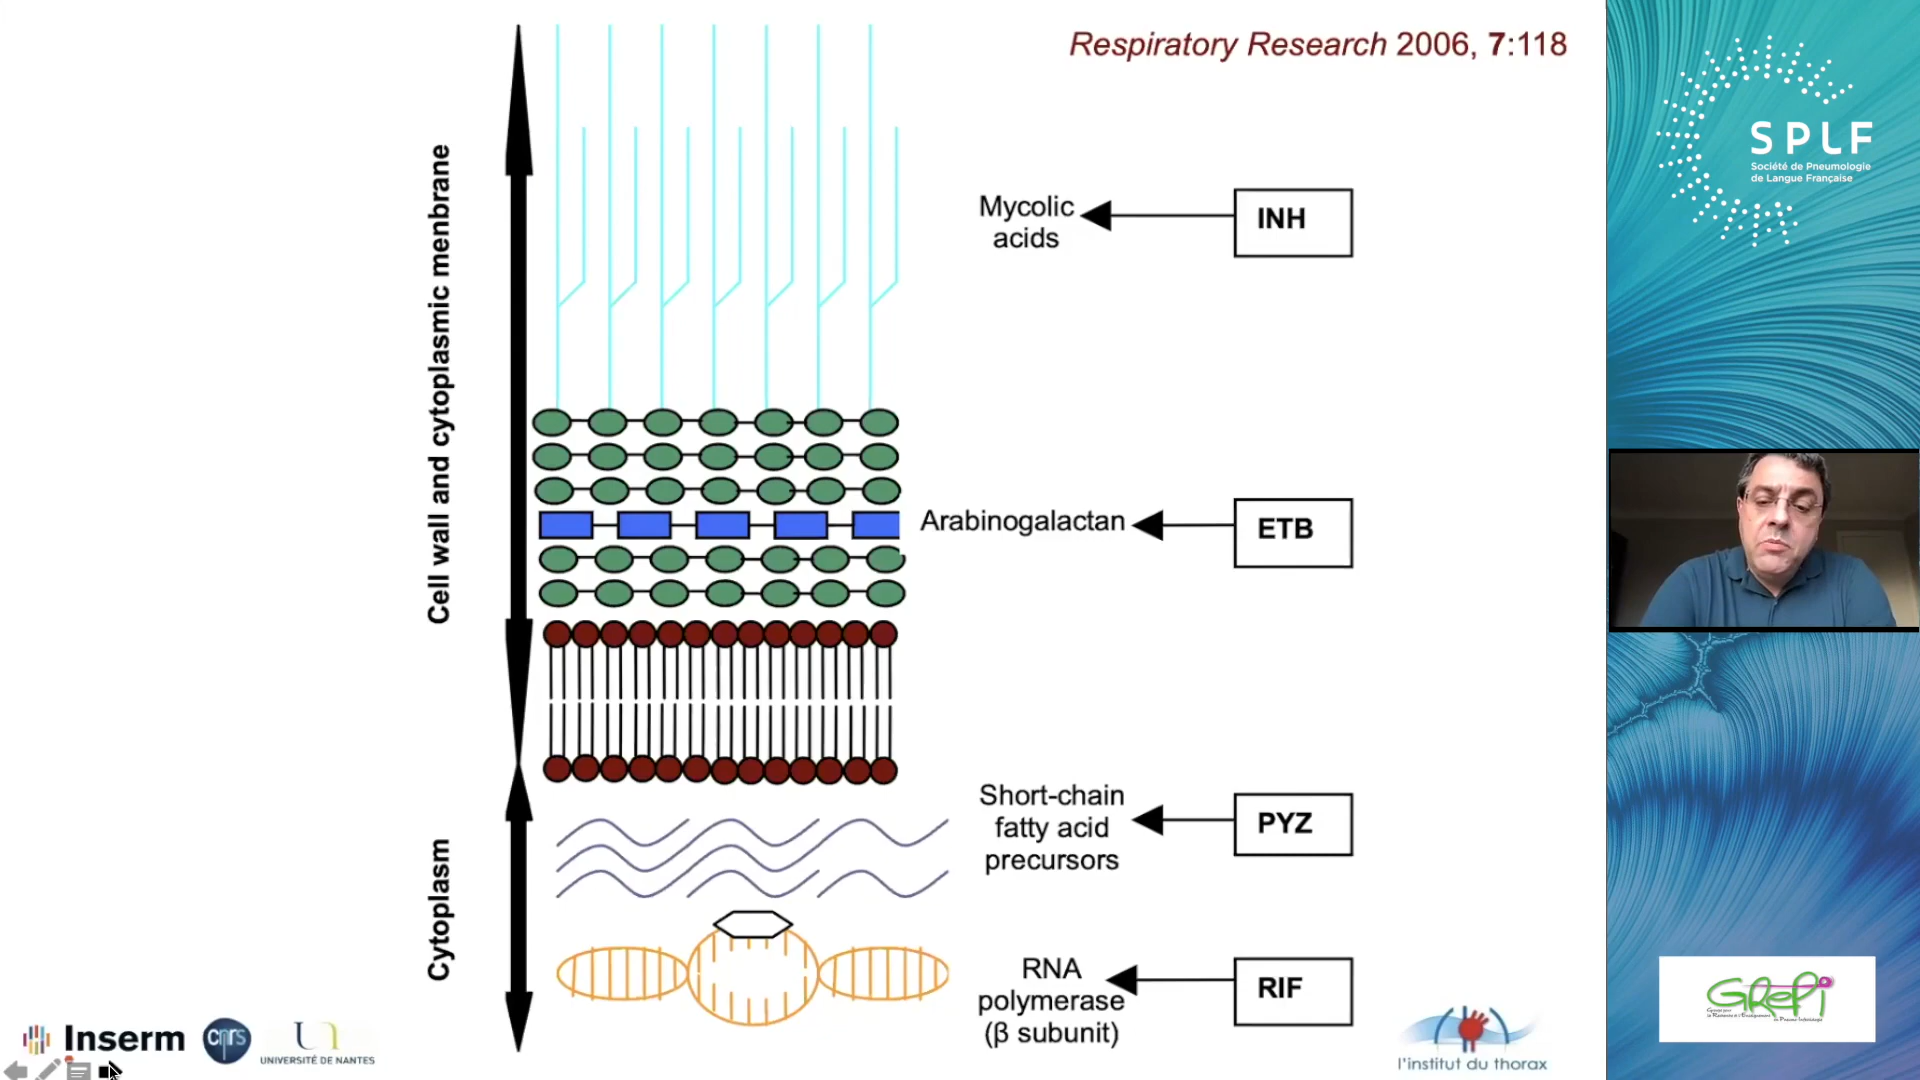 Respiratory Research 2006, 7:118
Cell wall and cytoplasmic menbrane
Mycolic
acids
INH
Arabinogalactan
ETB
Short-chain
fatty acid
precursors
PYZ
Cytoplasm
RNA
polymerase
(β subunit)
RIF
Inserm
cnrs
UNIVERSITÉ DE NANTES
l'institut du thorax
SPLF
Société de Pneumologie
de Langue Française
GREPI